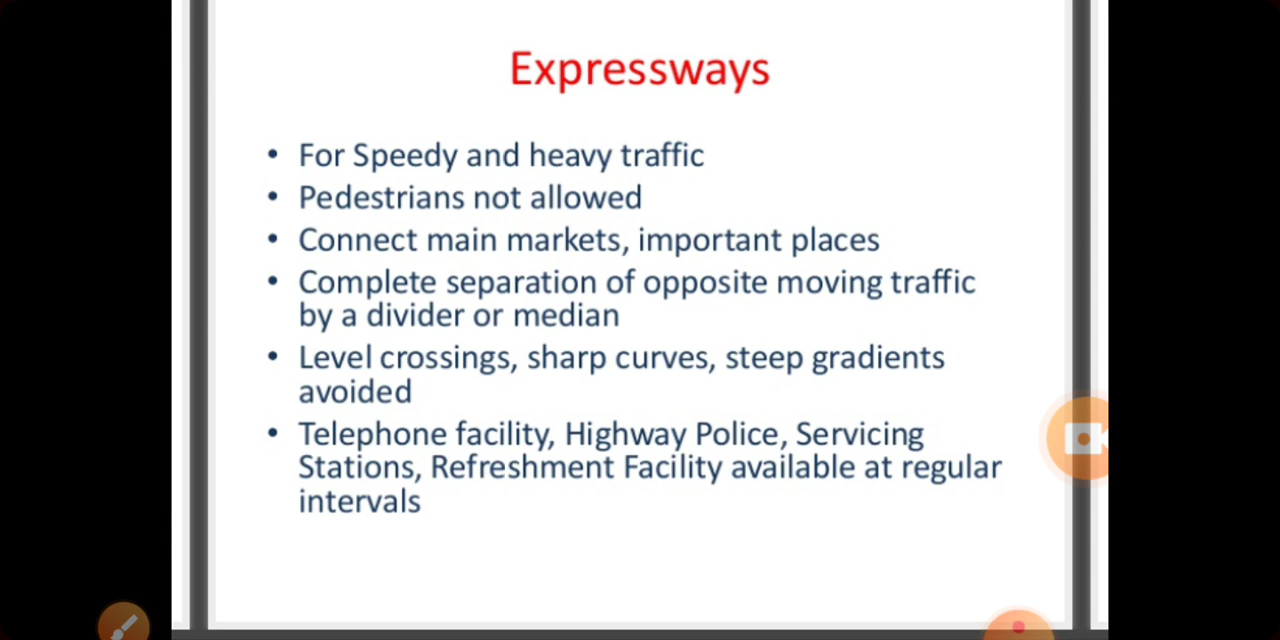 Expressways
• For Speedy and heavy traffic
• Pedestrians not allowed
• Connect main markets, important places
• Complete separation of opposite moving traffic
by a divider or median
• Level crossings, sharp curves, steep gradients
avoided
• Telephone facility, Highway Police, Servicing
Stations, Refreshment Facility available at regular
intervals